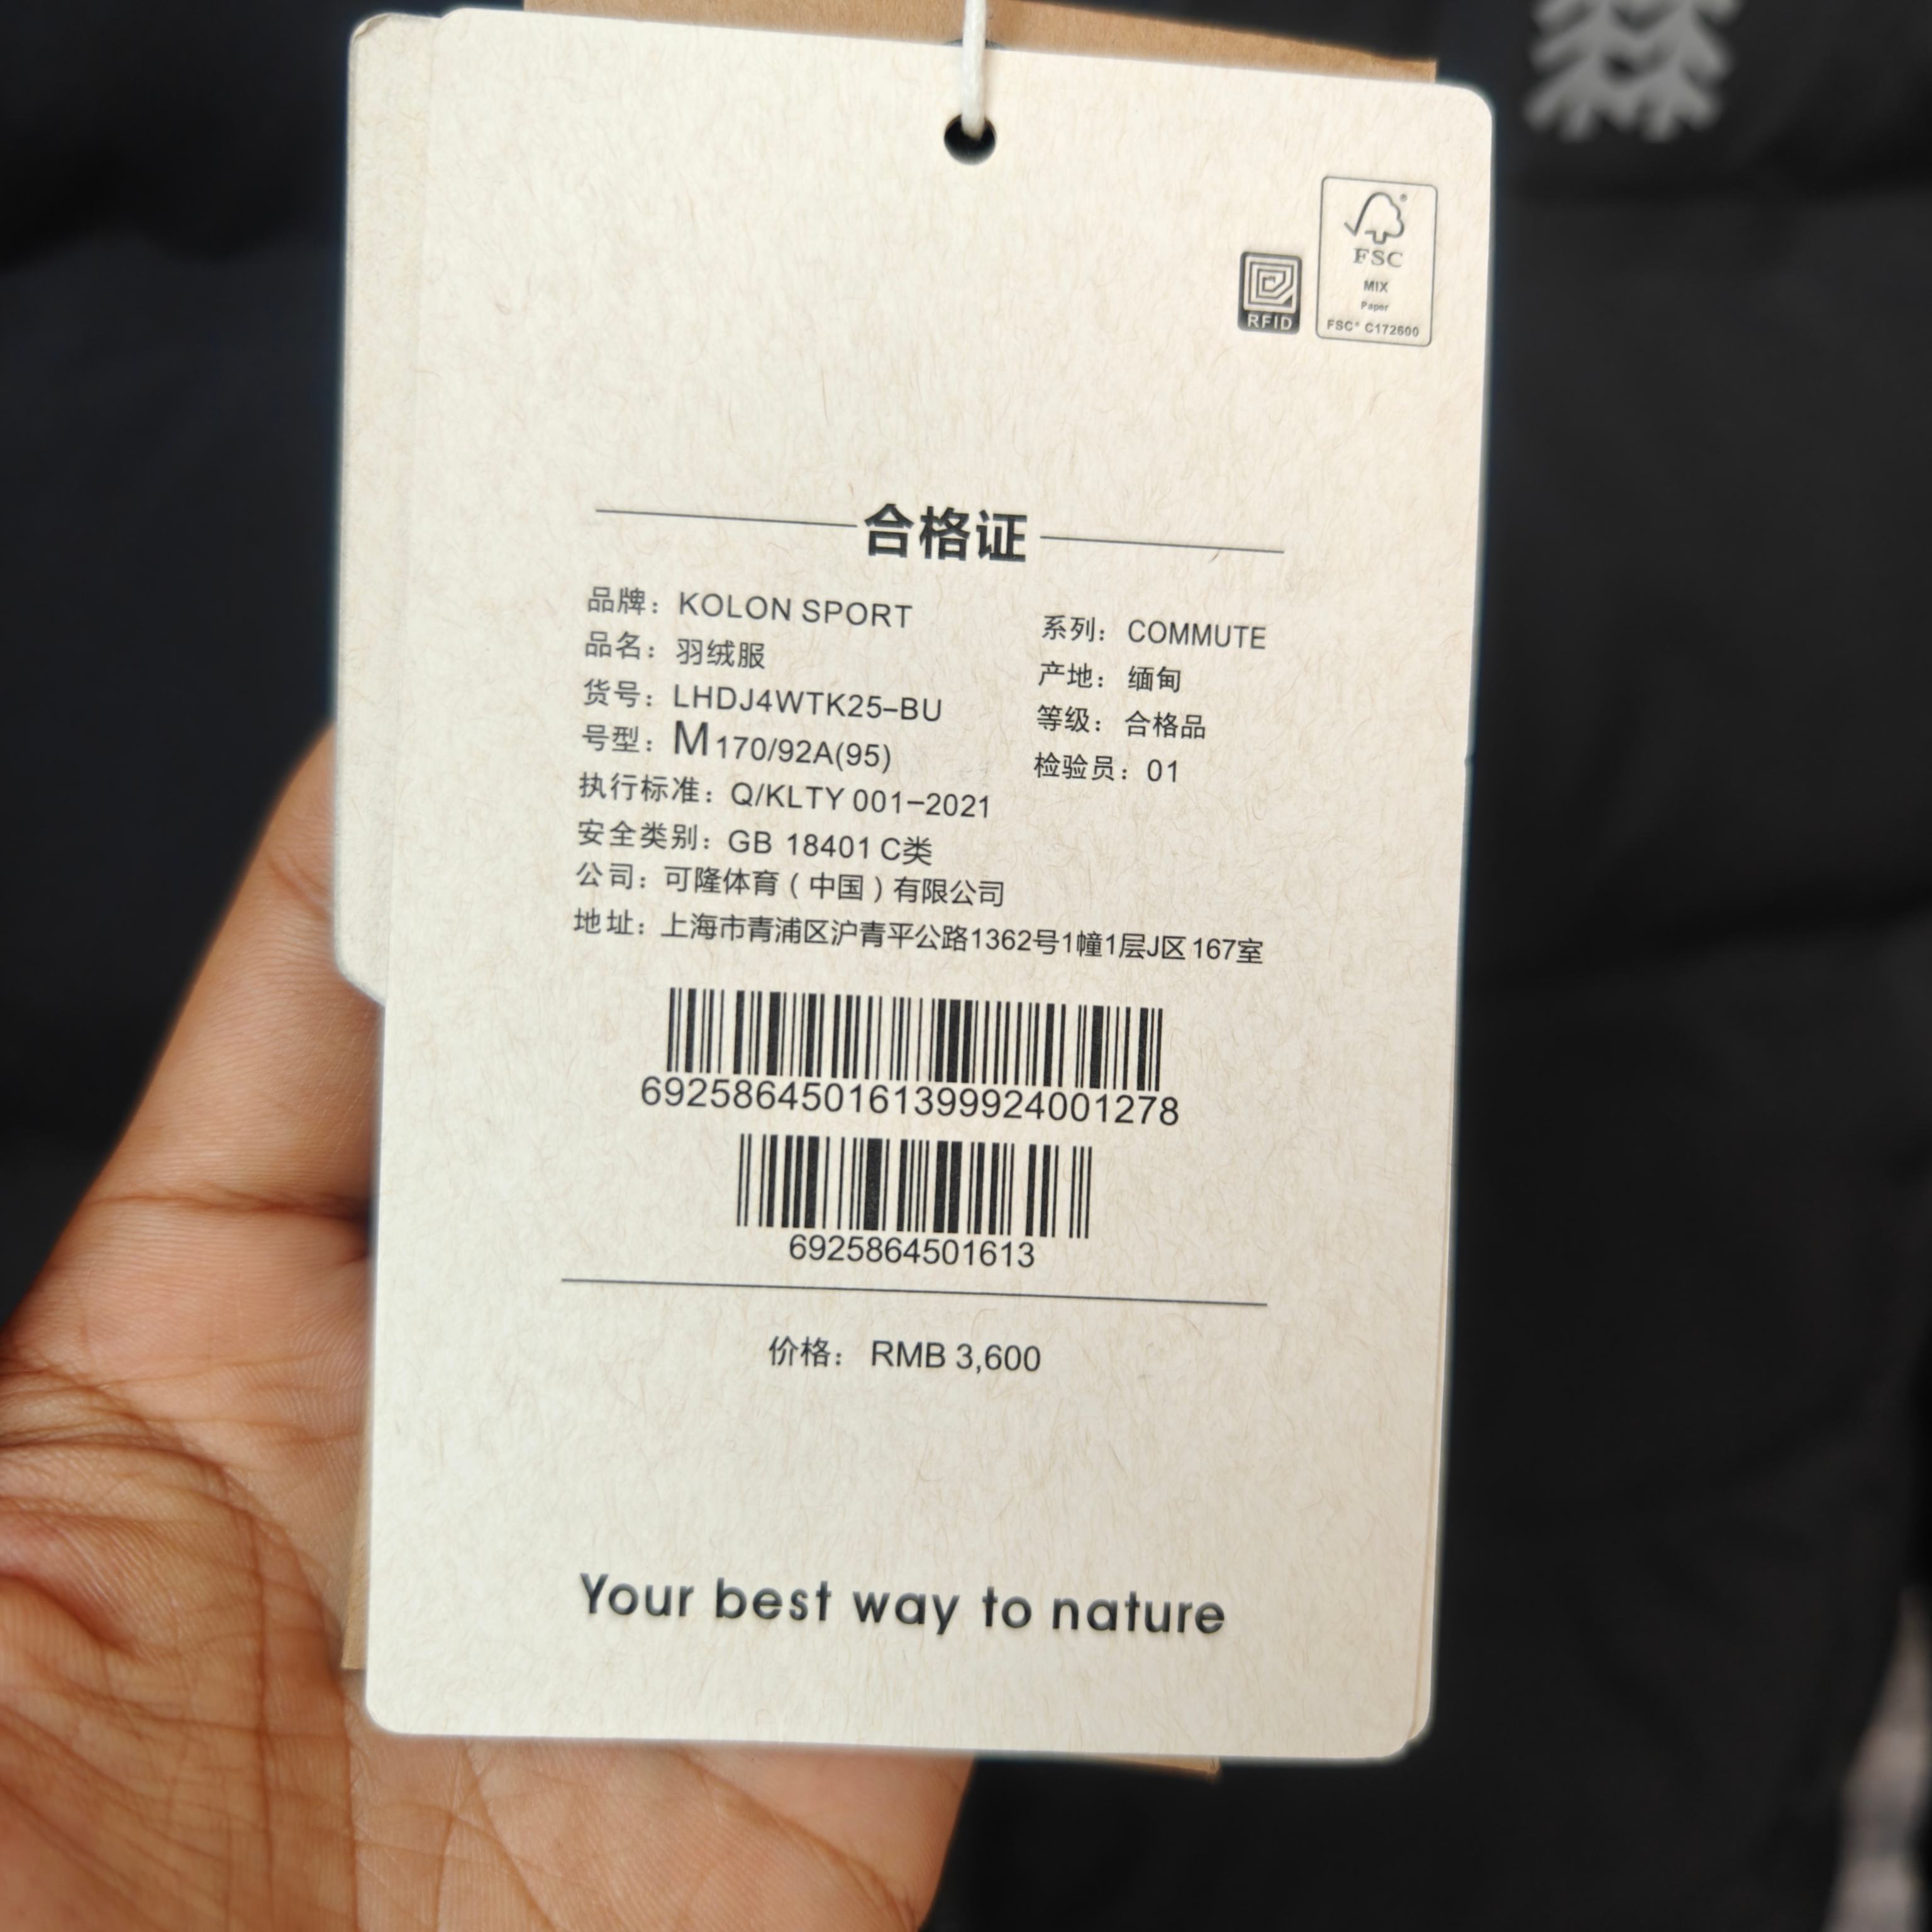 FSC
MIX
Paper
FSC® C172600
RFID
合格证
品牌： KOLON SPORT
系列： COMMUTE
品名： 羽绒服
产地： 缅甸
货号： LHDJ4WTK25–BU
等级： 合格品
号型： M 170/92A(95)
检验员： 01
执行标准： Q/KLTY 001–2021
安全类别： GB 18401 C类
公司： 可隆体育（中国）有限公司
地址： 上海市青浦区沪青平公路1362号1幢1层J区167室
692586450161399924001278
6925864501613
价格： RMB 3,600
Your best way to nature